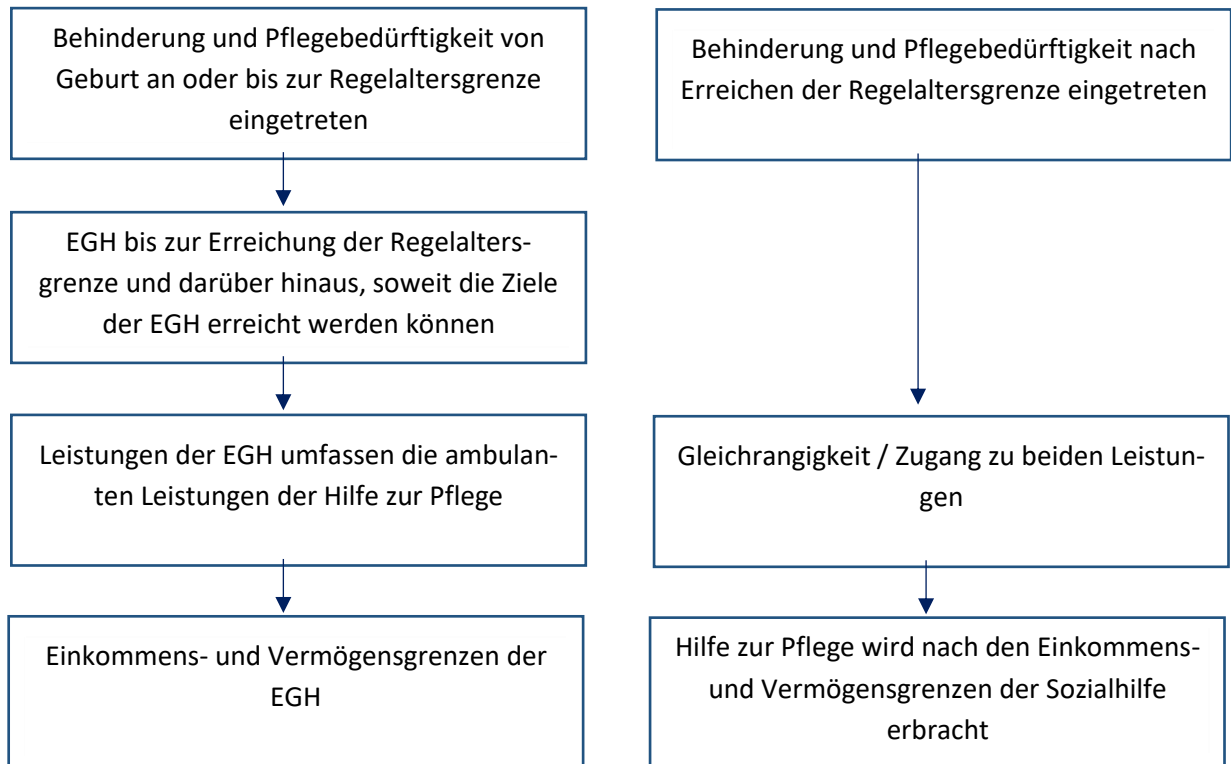 Behinderung und Pflegebedürftigkeit von
Geburt an oder bis zur Regelaltersgrenze
eingetreten
EGH bis zur Erreichung der Regelalters-
grenze und darüber hinaus, soweit die Ziele
der EGH erreicht werden können
Leistungen der EGH umfassen die ambulan-
ten Leistungen der Hilfe zur Pflege
Einkommens- und Vermögensgrenzen der
EGH
Behinderung und Pflegebedürftigkeit nach
Erreichen der Regelaltersgrenze eingetreten
Gleichrangigkeit / Zugang zu beiden Leistun-
gen
Hilfe zur Pflege wird nach den Einkommens-
und Vermögensgrenzen der Sozialhilfe
erbracht